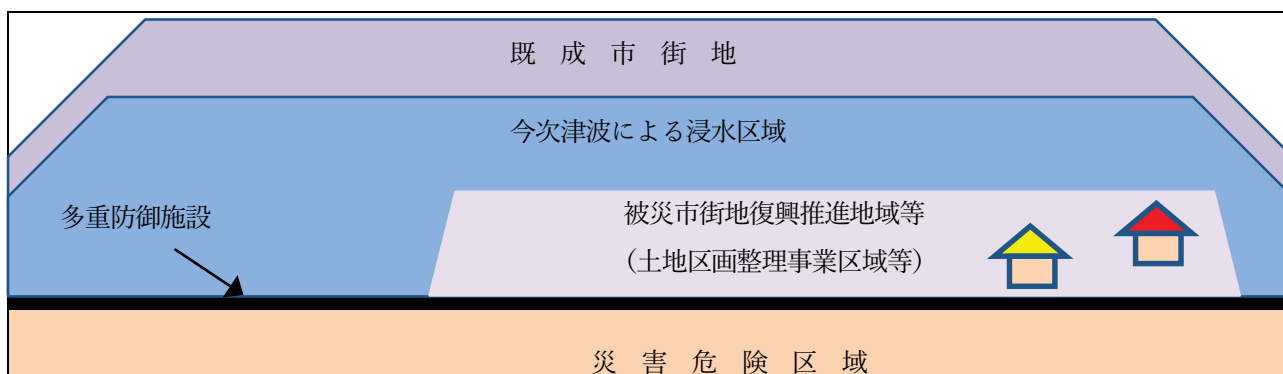 既　成　市　街　地
今次津波による浸水区域
多重防御施設
被災市街地復興推進地域等
（土地区画整理事業区域等）
災　害　危　険　区　域